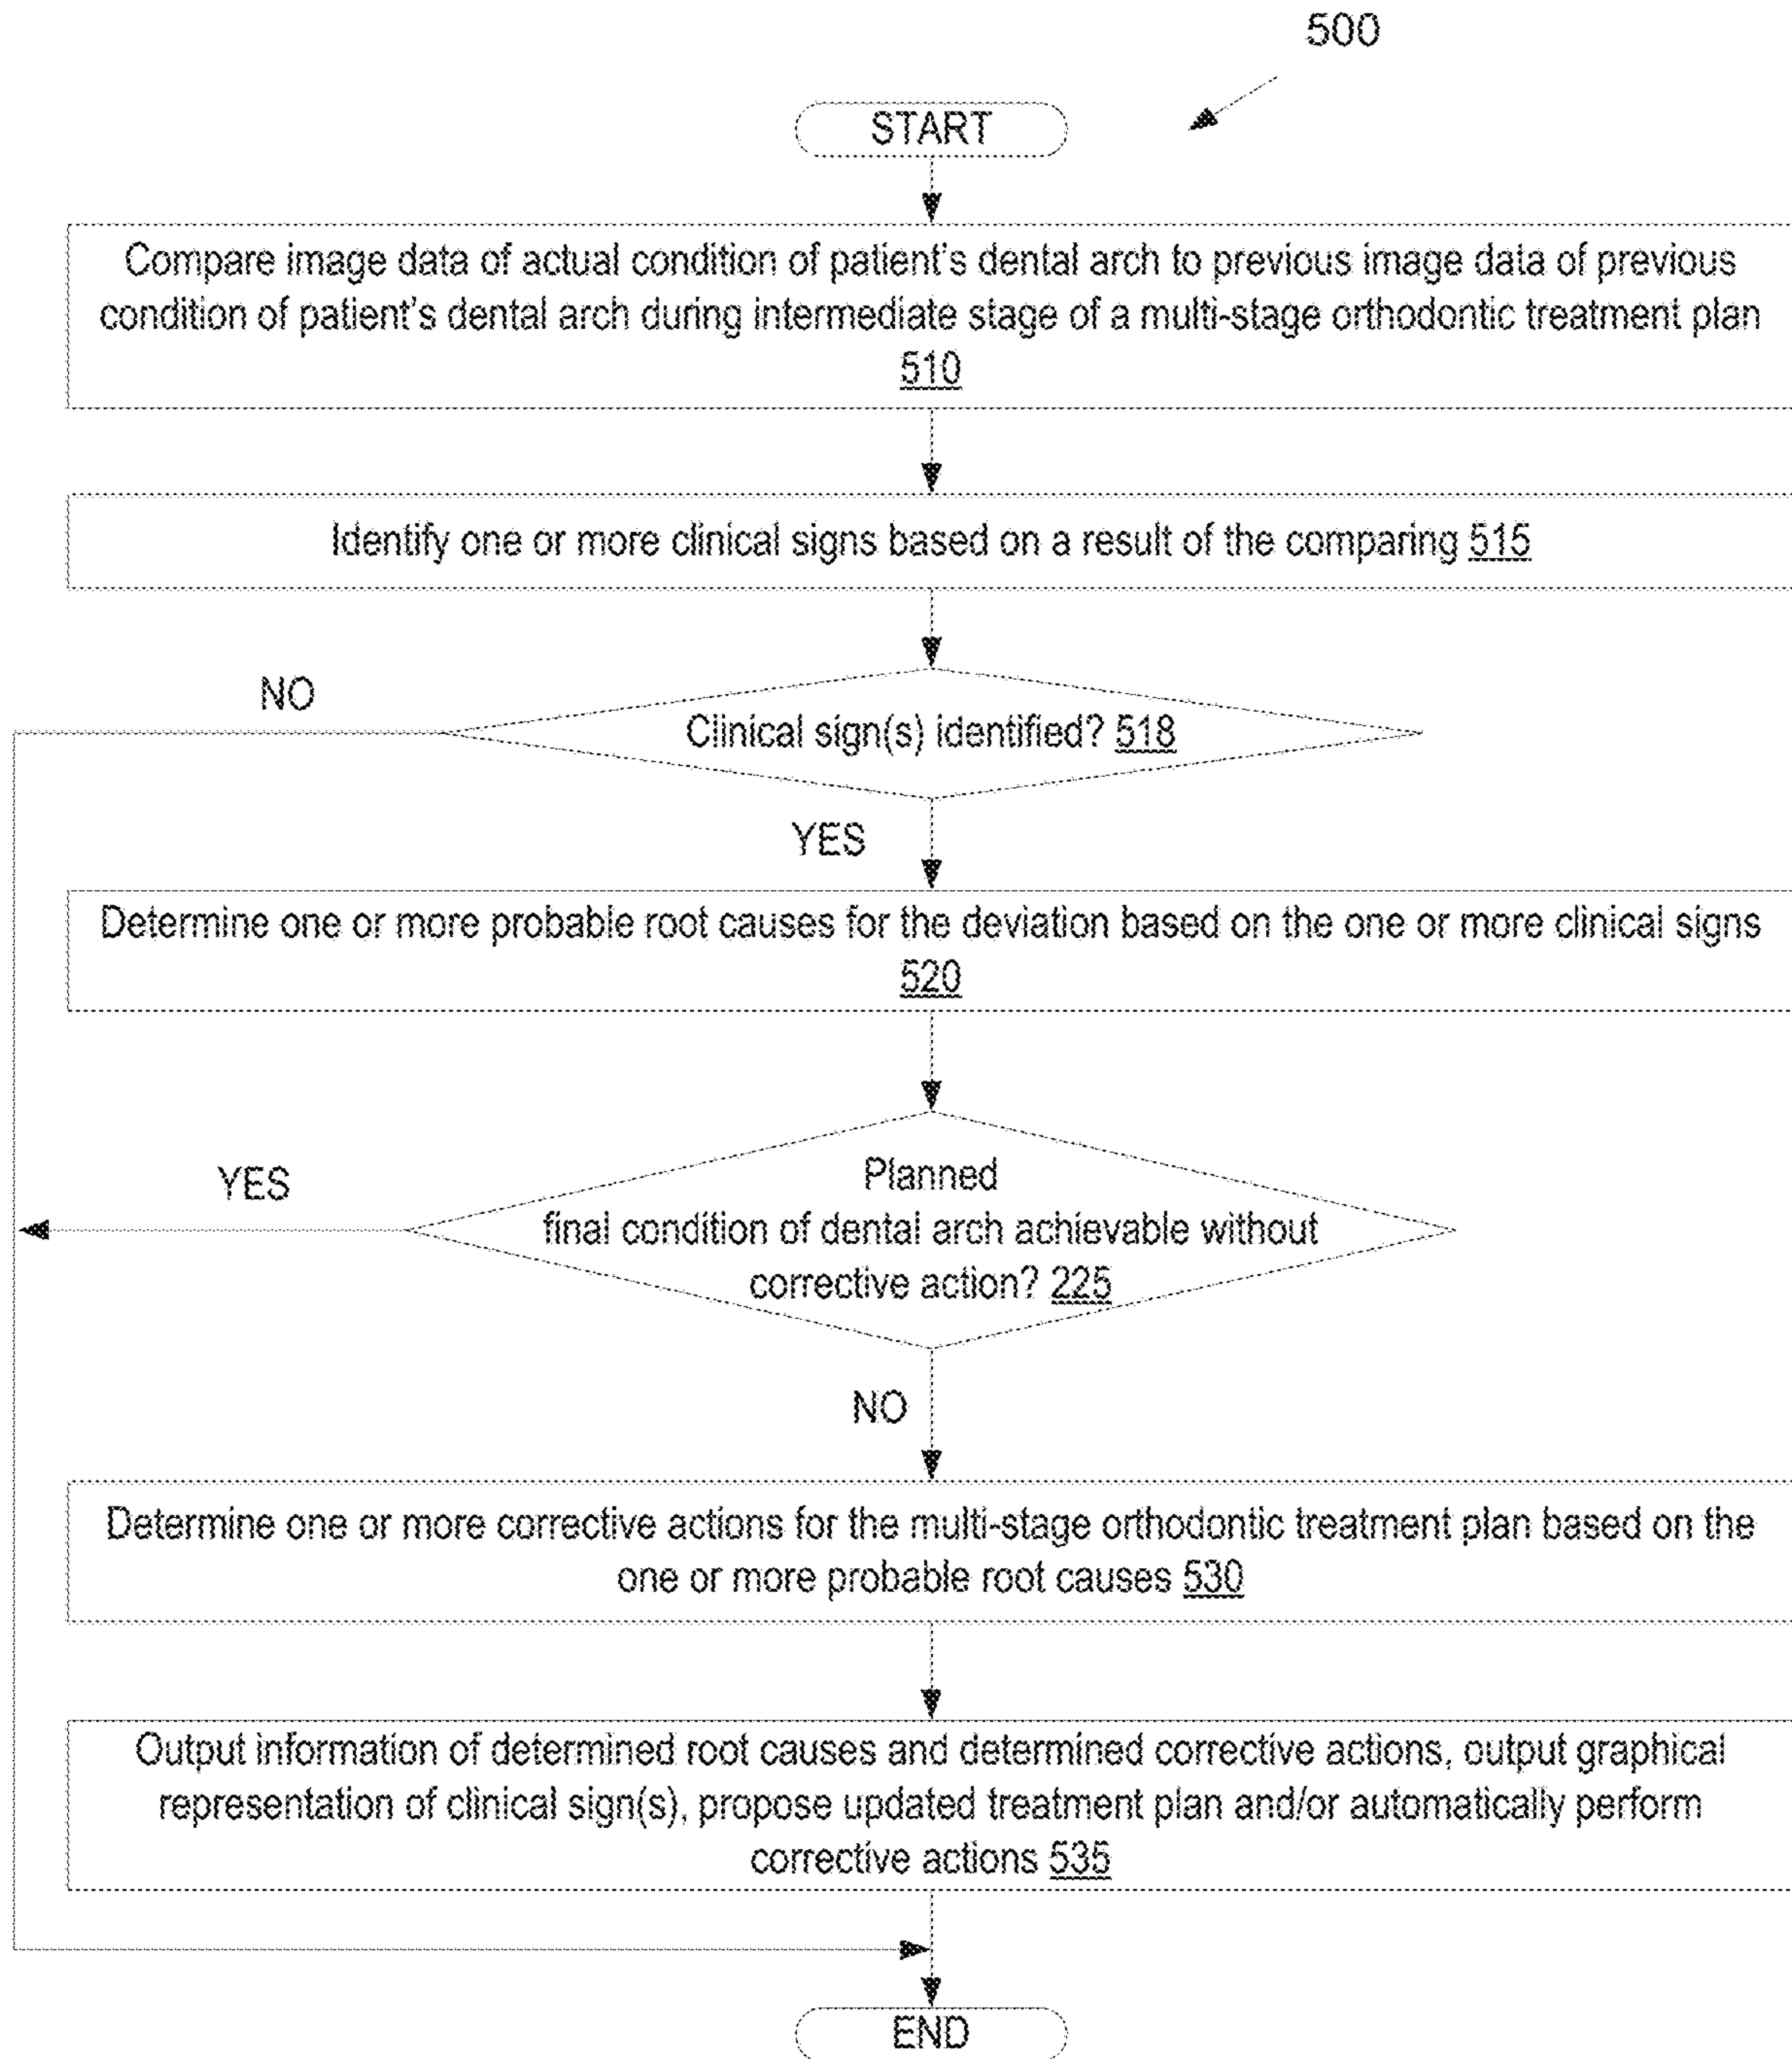 500
START
Compare image data of actual condition of patient's dental arch to previous image data of previous
condition of patient's dental arch during intermediate stage of a multi-stage orthodontic treatment plan
510
Identify one or more clinical signs based on a result of the comparing 515
NO
Clinical sign(s) identified? 518
YES
Determine one or more probable root causes for the deviation based on the one or more clinical signs
520
YES
Planned
final condition of dental arch achievable without
corrective action? 225
NO
Determine one or more corrective actions for the multi-stage orthodontic treatment plan based on the
one or more probable root causes 530
Output information of determined root causes and determined corrective actions, output graphical
representation of clinical sign(s), propose updated treatment plan and/or automatically perform
corrective actions 535
END